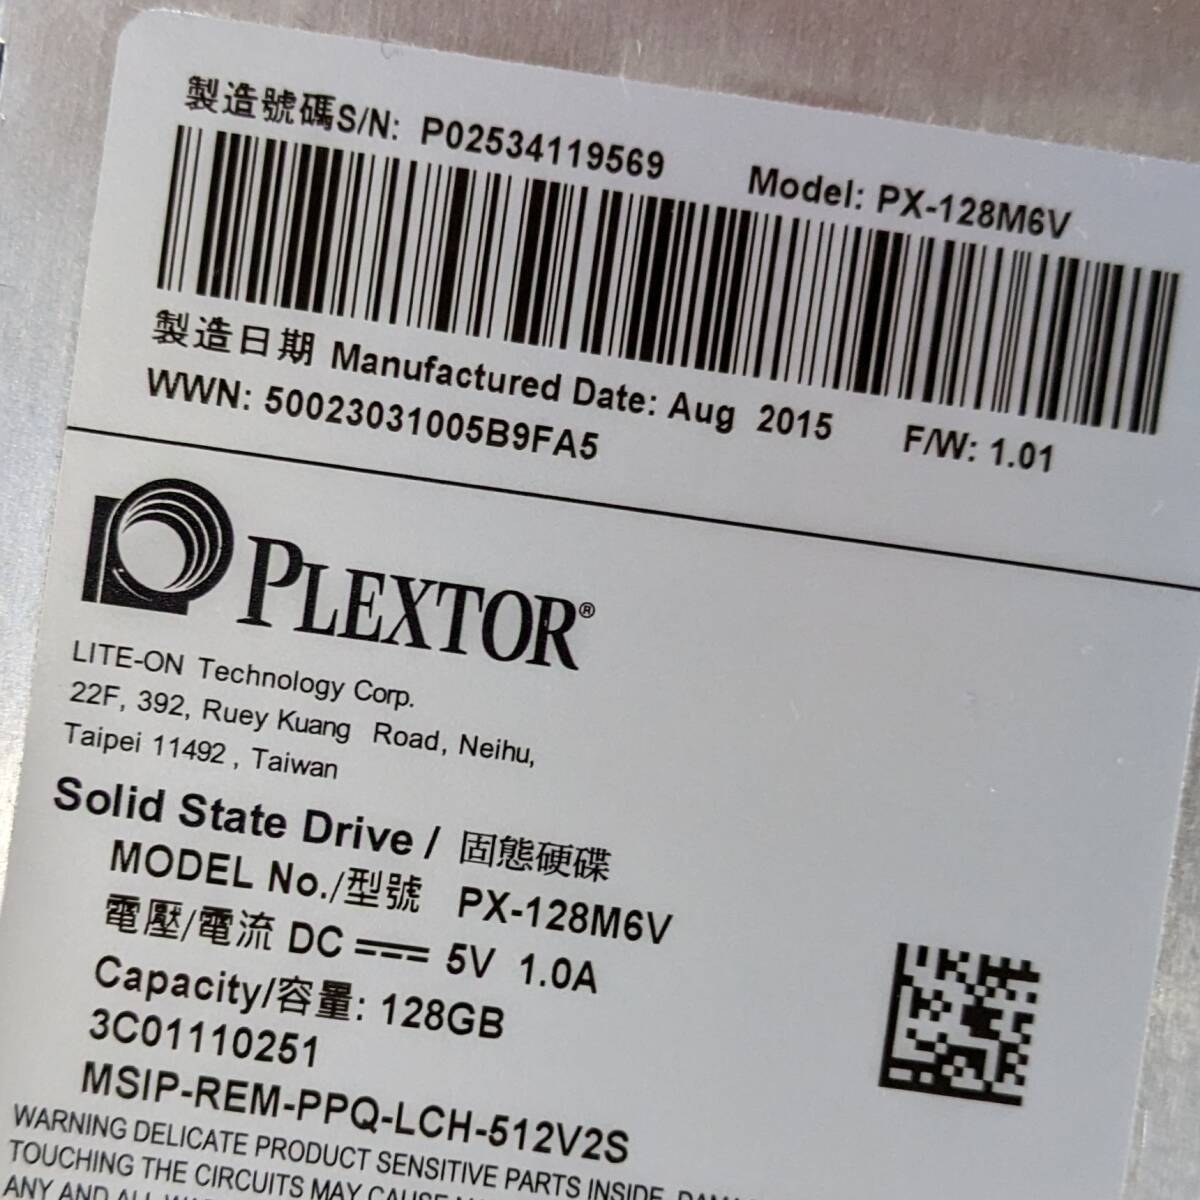 製造號碼S/N: P02534119569 Model: PX-128M6V
製造日期 Manufactured Date: Aug 2015 F/W: 1.01
WWN: 50023031005B9FA5
PLEXTOR®
LITE-ON Technology Corp.
22F, 392, Ruey Kuang Road, Neihu,
Taipei 11492 , Taiwan
Solid State Drive / 固態硬碟
MODEL No./型號 PX-128M6V
電壓/電流 DC ⎓ 5V 1.0A
Capacity/容量: 128GB
3C01110251
MSIP-REM-PPQ-LCH-512V2S
WARNING DELICATE PRODUCT SENSITIVE PARTS INSIDE,
TOUCHING THE CIRCUITS MAY CAUSE
ANY AND ALL